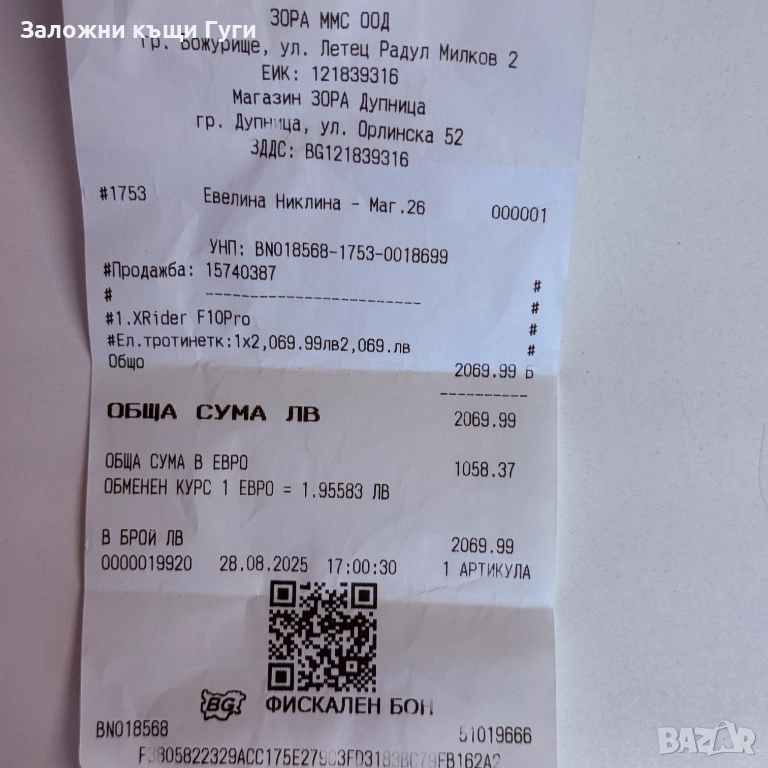 Заложни къщи Гуги
ЗОРА ММС ООД
гр. Божурище, ул. Летец Радул Милков 2
ЕИК: 121839316
Магазин ЗОРА Дупница
гр. Дупница, ул. Орлинска 52
ЗДДС: BG121839316
#1753 Евелина Никлина - Маг.26 000001
УНП: BN018568-1753-0018699
#Продажба: 15740387 #
# ----------------------- #
#1.XRider F10Pro #
#Ел.тротинетк:1x2,069.99лв2,069.лв #
Общо 2069.99 Б
----------
ОБЩА СУМА ЛВ 2069.99
ОБЩА СУМА В ЕВРО 1058.37
ОБМЕНЕН КУРС 1 ЕВРО = 1.95583 ЛВ
В БРОЙ ЛВ 2069.99
0000019920 28.08.2025 17:00:30 1 АРТИКУЛА
BG ФИСКАЛЕН БОН
BN018568 51019666
BAZAR